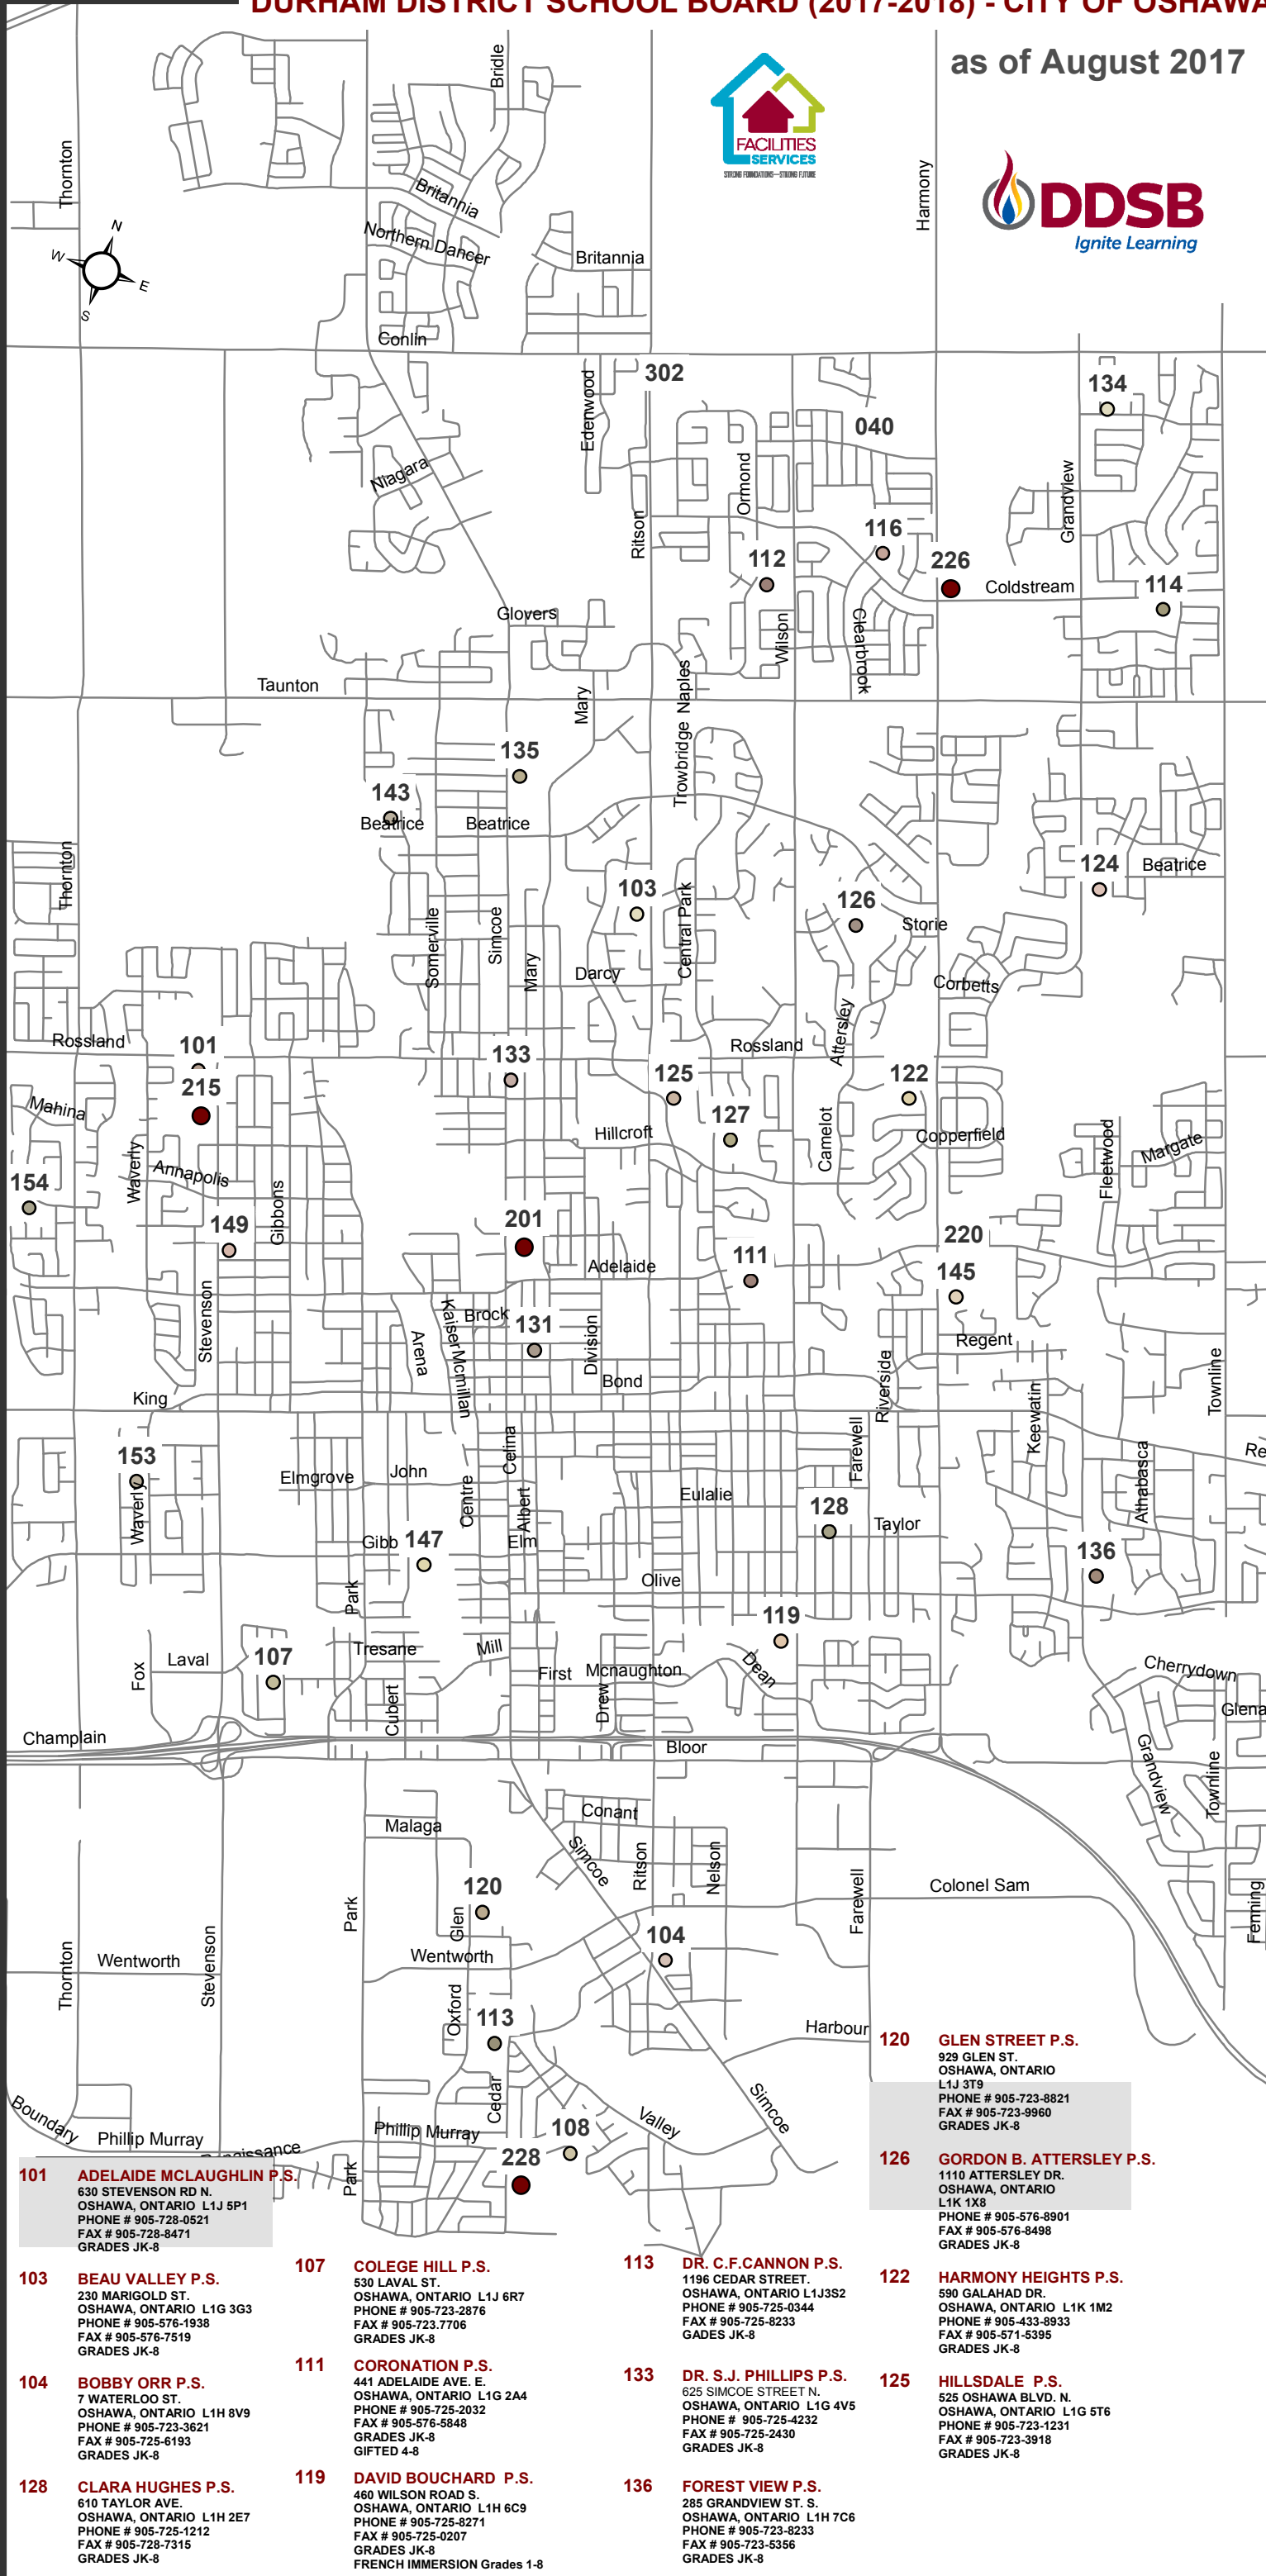 DURHAM DISTRICT SCHOOL BOARD (2017-2018) - CITY OF OSHAWA
as of August 2017
FACILITIES
SERVICES
STRONG FOUNDATIONS—STRONG FUTURE
DDSB
Ignite Learning
Bridle
Thornton
Harmony
Britannia
Northern Dancer
Britannia
N
W
E
S
Conlin
302
134
Edenwood
040
Niagara
Ormond
Grandview
Ritson
116
112
226
Coldstream
114
Glovers
Wilson
Clearbrook
Taunton
Mary
Naples
Trowbridge
135
143
Beatrice
Beatrice
Thornton
124
Beatrice
103
126
Central Park
Somerville
Simcoe
Storie
Mary
Darcy
Corbetts
Attersley
Rossland
101
Rossland
133
125
122
215
Mahina
127
Hillcroft
Camelot
Copperfield
Fleetwood
Margate
Waverly
Annapolis
154
Gibbons
149
201
220
Adelaide
111
145
Stevenson
Kaiser
Mcmillan
Brock
131
Arena
Division
Regent
Bond
Riverside
Townline
King
Keewatin
153
Celina
Farewell
Athabasca
Re
Elmgrove
John
Waverly
Centre
Albert
Eulalie
128
Taylor
Gibb
147
Elm
136
Park
Olive
119
Fox
Laval
107
Tresane
Mill
First
Mcnaughton
Dean
Cherrydown
Cubert
Drew
Glena
Champlain
Bloor
Grandview
Townline
Malaga
Conant
Simcoe
Ritson
Nelson
120
Park
Glen
Farewell
Colonel Sam
Fenning
104
Wentworth
Wentworth
Thornton
Stevenson
Oxford
113
Harbour
Cedar
Simcoe
Boundary
Phillip Murray
Phillip Murray
108
Valley
228
Park
101 ADELAIDE MCLAUGHLIN P.S.
630 STEVENSON RD N.
OSHAWA, ONTARIO L1J 5P1
PHONE # 905-728-0521
FAX # 905-728-8471
GRADES JK-8
103 BEAU VALLEY P.S.
230 MARIGOLD ST.
OSHAWA, ONTARIO L1G 3G3
PHONE # 905-576-1938
FAX # 905-576-7519
GRADES JK-8
104 BOBBY ORR P.S.
7 WATERLOO ST.
OSHAWA, ONTARIO L1H 8V9
PHONE # 905-723-3621
FAX # 905-725-6193
GRADES JK-8
128 CLARA HUGHES P.S.
610 TAYLOR AVE.
OSHAWA, ONTARIO L1H 2E7
PHONE # 905-725-1212
FAX # 905-728-7315
GRADES JK-8
107 COLEGE HILL P.S.
530 LAVAL ST.
OSHAWA, ONTARIO L1J 6R7
PHONE # 905-723-2876
FAX # 905-723.7706
GRADES JK-8
111 CORONATION P.S.
441 ADELAIDE AVE. E.
OSHAWA, ONTARIO L1G 2A4
PHONE # 905-725-2032
FAX # 905-576-5848
GRADES JK-8
GIFTED 4-8
119 DAVID BOUCHARD P.S.
460 WILSON ROAD S.
OSHAWA, ONTARIO L1H 6C9
PHONE # 905-725-8271
FAX # 905-725-0207
GRADES JK-8
FRENCH IMMERSION Grades 1-8
113 DR. C.F.CANNON P.S.
1196 CEDAR STREET.
OSHAWA, ONTARIO L1J3S2
PHONE # 905-725-0344
FAX # 905-725-8233
GADES JK-8
133 DR. S.J. PHILLIPS P.S.
625 SIMCOE STREET N.
OSHAWA, ONTARIO L1G 4V5
PHONE # 905-725-4232
FAX # 905-725-2430
GRADES JK-8
136 FOREST VIEW P.S.
285 GRANDVIEW ST. S.
OSHAWA, ONTARIO L1H 7C6
PHONE # 905-723-8233
FAX # 905-723-5356
GRADES JK-8
120 GLEN STREET P.S.
929 GLEN ST.
OSHAWA, ONTARIO
L1J 3T9
PHONE # 905-723-8821
FAX # 905-723-9960
GRADES JK-8
126 GORDON B. ATTERSLEY P.S.
1110 ATTERSLEY DR.
OSHAWA, ONTARIO
L1K 1X8
PHONE # 905-576-8901
FAX # 905-576-8498
GRADES JK-8
122 HARMONY HEIGHTS P.S.
590 GALAHAD DR.
OSHAWA, ONTARIO L1K 1M2
PHONE # 905-433-8933
FAX # 905-571-5395
GRADES JK-8
125 HILLSDALE P.S.
525 OSHAWA BLVD. N.
OSHAWA, ONTARIO L1G 5T6
PHONE # 905-723-1231
FAX # 905-723-3918
GRADES JK-8